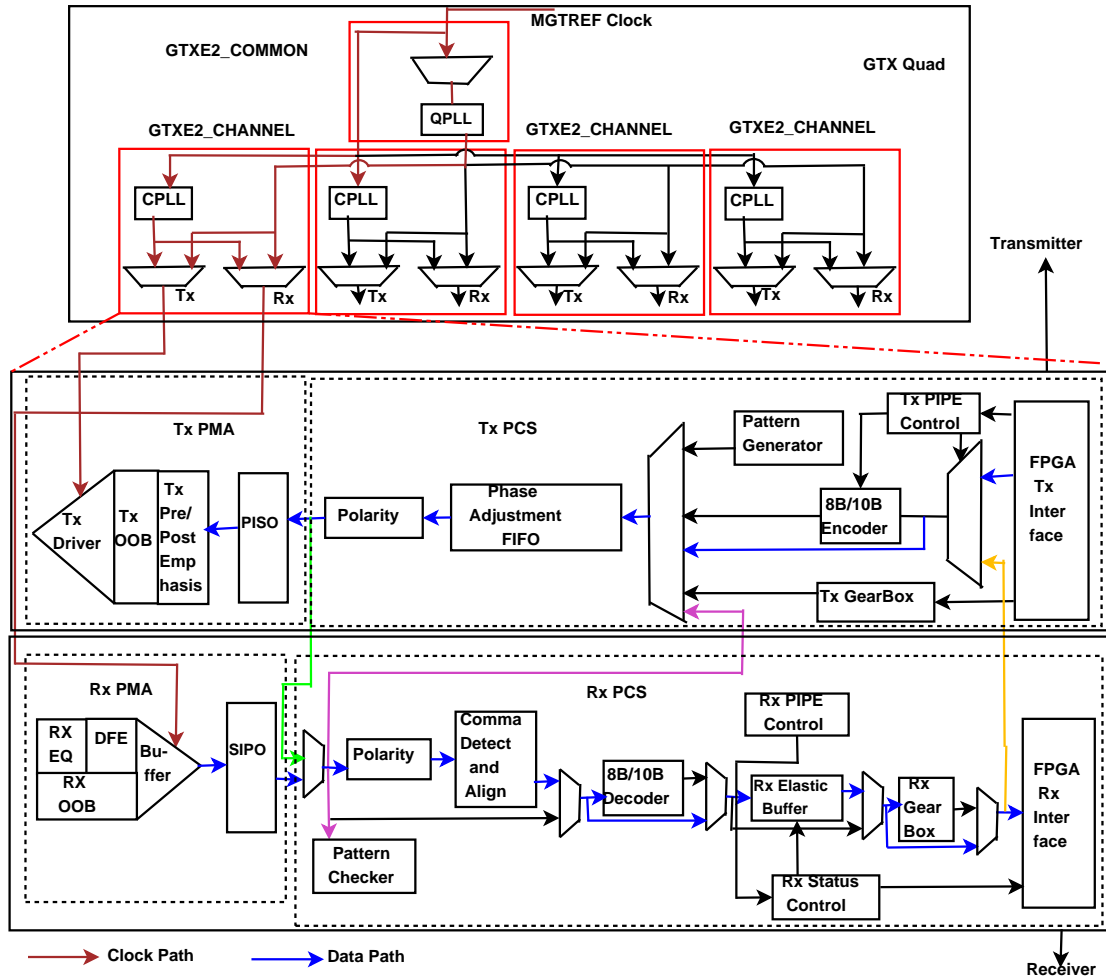 MGTREF Clock
GTXE2_COMMON
GTX Quad
QPLL
GTXE2_CHANNEL
GTXE2_CHANNEL
GTXE2_CHANNEL
CPLL
CPLL
CPLL
CPLL
Tx
Rx
Tx
Rx
Tx
Rx
Tx
Rx
Transmitter
Tx PMA
Tx PCS
Tx
Driver
Tx
OOB
Tx
Pre/
Post
Emp
hasis
PISO
Polarity
Phase
Adjustment
FIFO
Pattern
Generator
Tx PIPE
Control
8B/10B
Encoder
Tx GearBox
FPGA
Tx
Inter
face
Rx PMA
Rx PCS
RX
EQ
DFE
RX
OOB
Bu-
ffer
SIPO
Polarity
Comma
Detect
and
Align
Pattern
Checker
8B/10B
Decoder
Rx PIPE
Control
Rx Elastic
Buffer
Rx Status
Control
Rx
Gear
Box
FPGA
Rx
Inter
face
Clock Path
Data Path
Receiver